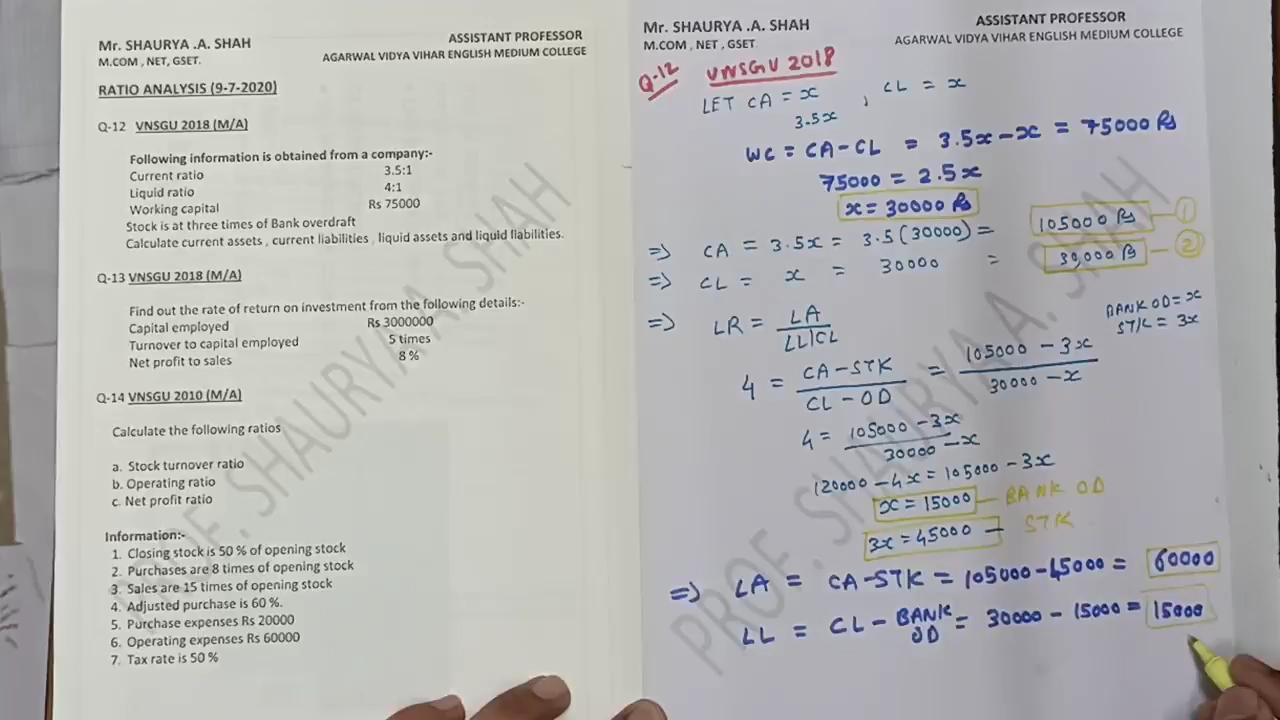 Mr. SHAURYA .A. SHAH
ASSISTANT PROFESSOR
M.COM , NET, GSET.
AGARWAL VIDYA VIHAR ENGLISH MEDIUM COLLEGE
RATIO ANALYSIS (9-7-2020)
Q-12 VNSGU 2018 (M/A)
Following information is obtained from a company:-
Current ratio 3.5:1
Liquid ratio 4:1
Working capital Rs 75000
Stock is at three times of Bank overdraft
Calculate current assets , current liabilities , liquid assets and liquid liabilities.
Q-13 VNSGU 2018 (M/A)
Find out the rate of return on investment from the following details:-
Capital employed Rs 3000000
Turnover to capital employed 5 times
Net profit to sales 8 %
Q-14 VNSGU 2010 (M/A)
Calculate the following ratios
a. Stock turnover ratio
b. Operating ratio
c. Net profit ratio
Information:-
1. Closing stock is 50 % of opening stock
2. Purchases are 8 times of opening stock
3. Sales are 15 times of opening stock
4. Adjusted purchase is 60 %.
5. Purchase expenses Rs 20000
6. Operating expenses Rs 60000
7. Tax rate is 50 %
PROF. SHAURYA A. SHAH
Mr. SHAURYA .A. SHAH
ASSISTANT PROFESSOR
M.COM , NET , GSET.
AGARWAL VIDYA VIHAR ENGLISH MEDIUM COLLEGE
Q-12 VNSGU 2018
LET CA = x , CL = x
3.5x
WC = CA-CL = 3.5x-x = 75000 Rs
75000 = 2.5x
x = 30000 Rs
=> CA = 3.5x = 3.5(30000) = 105000 Rs 1
=> CL = x = 30000 = 30,000 Rs 2
=> LR = LA / LL|CL
BANK OD = x
STK = 3x
4 = CA-STK / CL-OD = 105000-3x / 30000-x
4 = 105000-3x / 30000-x
120000-4x = 105000-3x
x = 15000 - BANK OD
3x = 45000 - STK
=> LA = CA-STK = 105000-45000 = 60000
LL = CL-BANK OD = 30000-15000 = 15000
PROF. SHAURYA A. SHAH